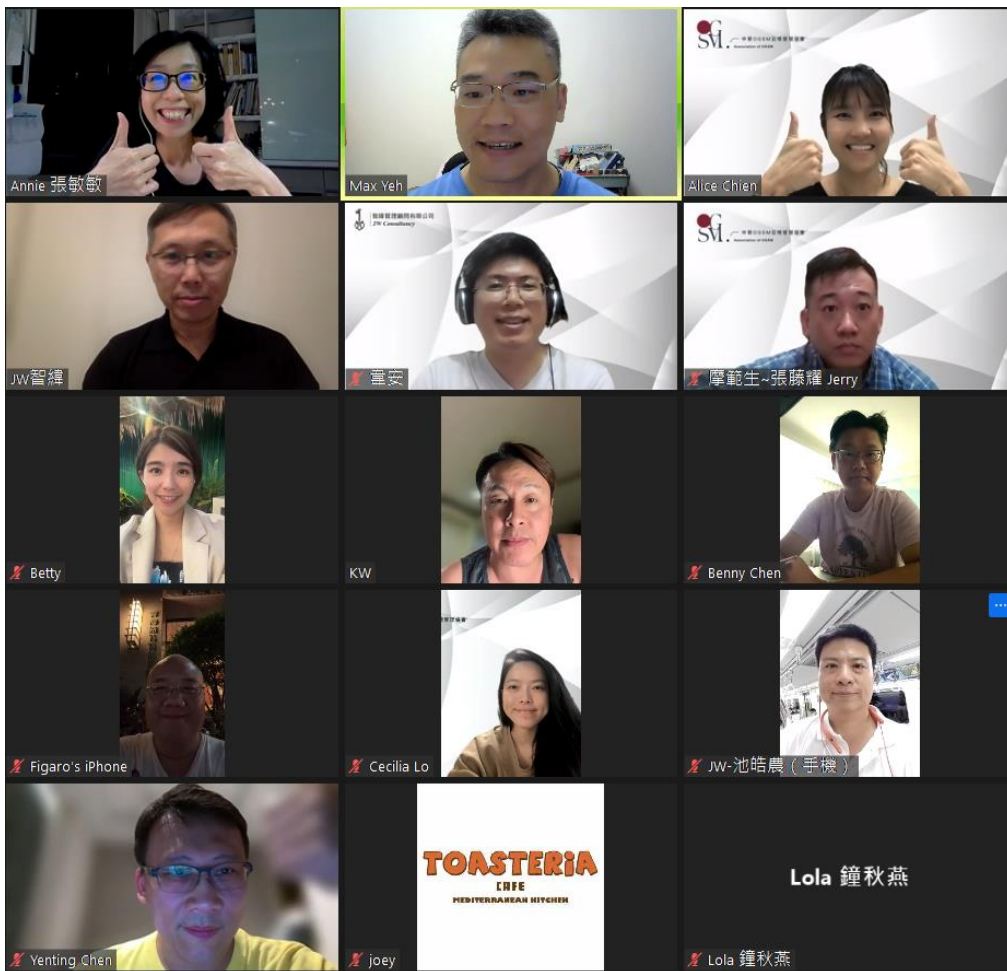 Annie 張敏敏
Max Yeh
Alice Chien
JW智緯
JW Consultancy
摩範生~張藤耀 Jerry
Betty
KW
Benny Chen
Figaro's iPhone
Cecilia Lo
JW-池皓農（手機）
Yenting Chen
TOASTERiA
CAFE
MEDITERRANEAN KITCHEN
joey
Lola 鐘秋燕
Lola 鐘秋燕